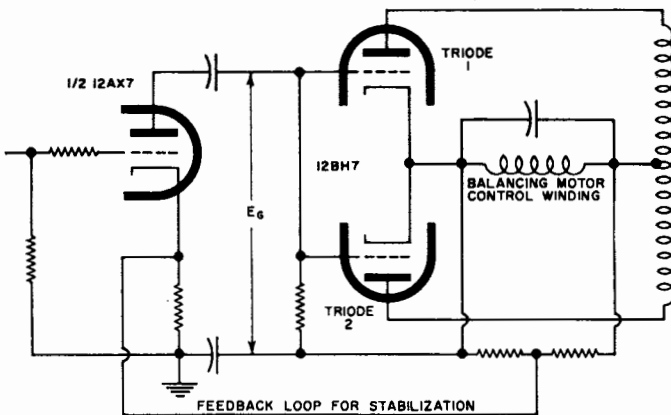 TRIODE
1
1/2 12AX7
12BH7
EG
BALANCING MOTOR
CONTROL WINDING
TRIODE
2
FEEDBACK LOOP FOR STABILIZATION